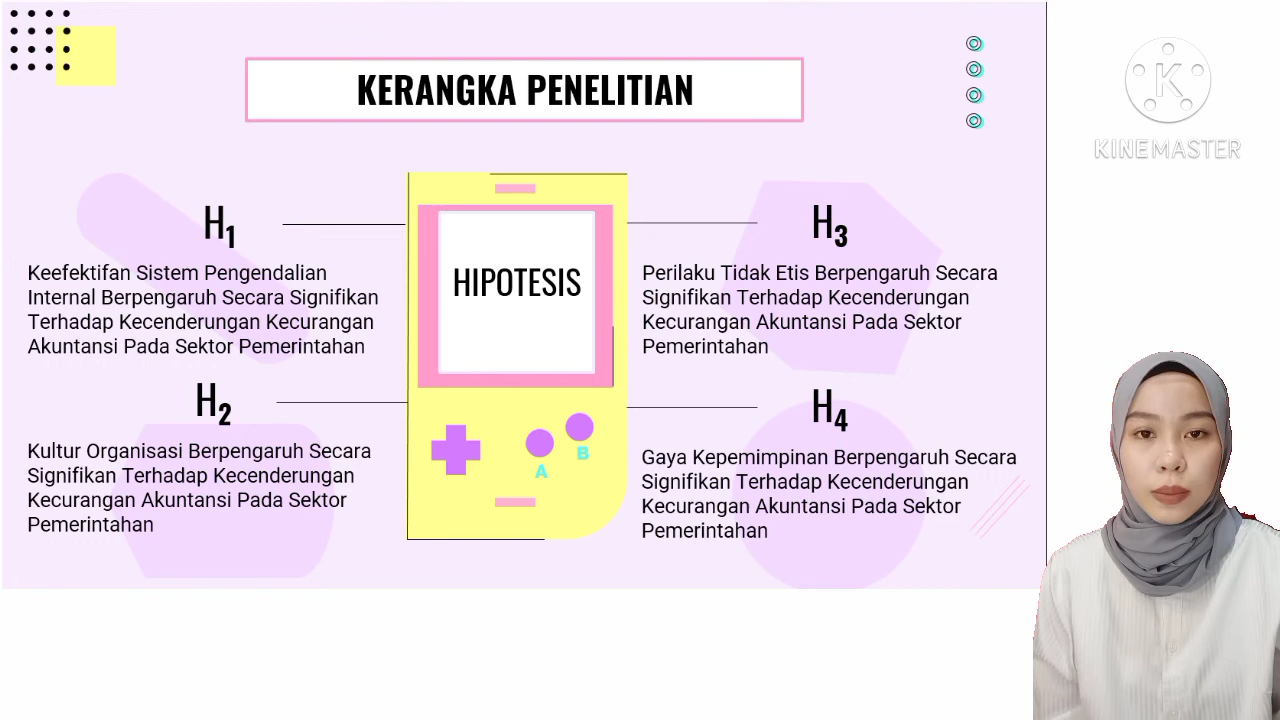 KERANGKA PENELITIAN
K
KINEMASTER
H1
Keefektifan Sistem Pengendalian
Internal Berpengaruh Secara Signifikan
Terhadap Kecenderungan Kecurangan
Akuntansi Pada Sektor Pemerintahan
H2
Kultur Organisasi Berpengaruh Secara
Signifikan Terhadap Kecenderungan
Kecurangan Akuntansi Pada Sektor
Pemerintahan
HIPOTESIS
A
B
H3
Perilaku Tidak Etis Berpengaruh Secara
Signifikan Terhadap Kecenderungan
Kecurangan Akuntansi Pada Sektor
Pemerintahan
H4
Gaya Kepemimpinan Berpengaruh Secara
Signifikan Terhadap Kecenderungan
Kecurangan Akuntansi Pada Sektor
Pemerintahan